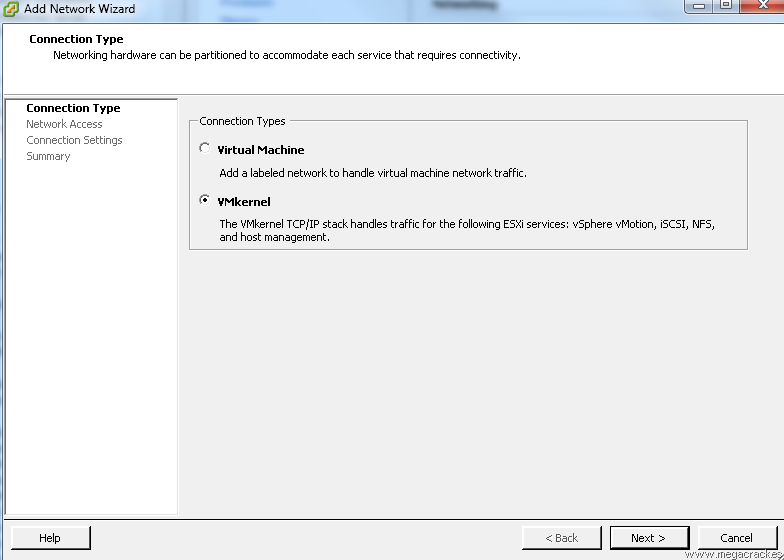 Add Network Wizard
Connection Type
Networking hardware can be partitioned to accommodate each service that requires connectivity.
Connection Type
Network Access
Connection Settings
Summary
Connection Types
Virtual Machine
Add a labeled network to handle virtual machine network traffic.
VMkernel
The VMkernel TCP/IP stack handles traffic for the following ESXi services: vSphere vMotion, iSCSI, NFS,
and host management.
Help
< Back
Next >
Cancel
www.megacrack.es